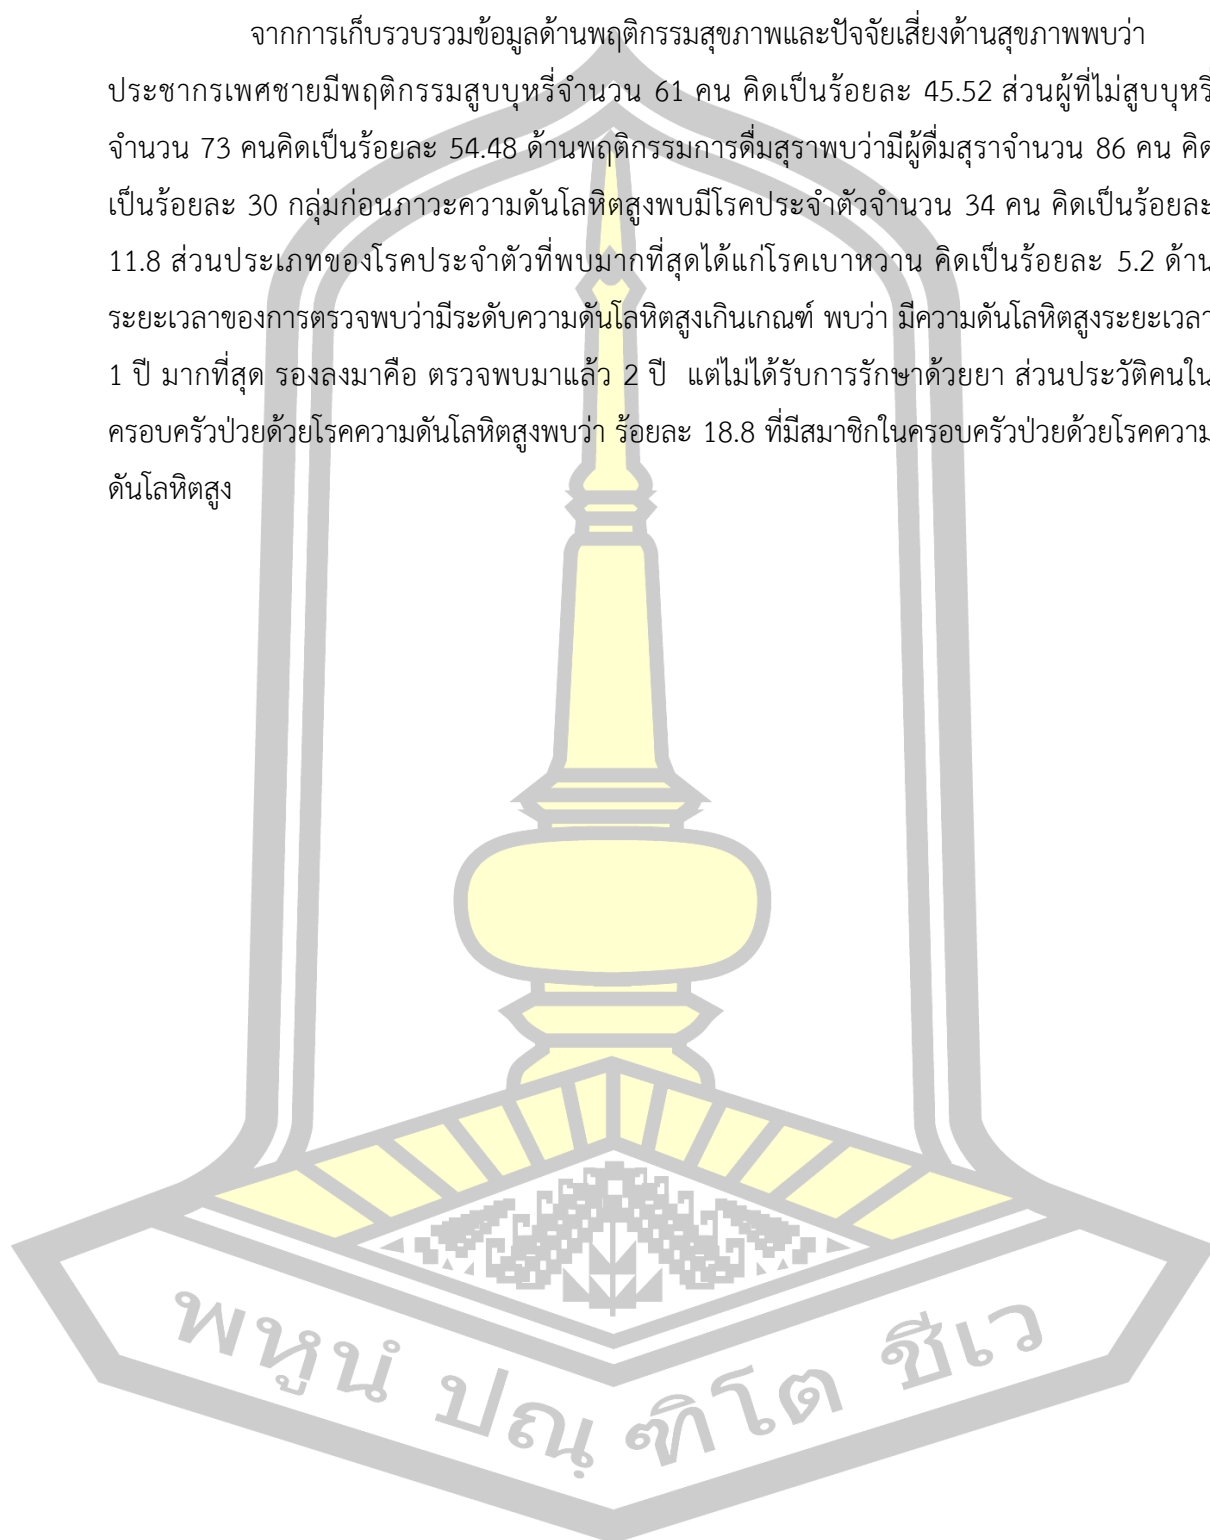 จากการเก็บรวบรวมข้อมูลด้านพฤติกรรมสุขภาพและปัจจัยเสี่ยงด้านสุขภาพพบว่า
ประชากรเพศชายมีพฤติกรรมสูบบุหรี่จำนวน 61 คน คิดเป็นร้อยละ 45.52 ส่วนผู้ที่ไม่สูบบุหรี่
จำนวน 73 คนคิดเป็นร้อยละ 54.48 ด้านพฤติกรรมการดื่มสุราพบว่ามีผู้ดื่มสุราจำนวน 86 คน คิด
เป็นร้อยละ 30 กลุ่มก่อนภาวะความดันโลหิตสูงพบมีโรคประจำตัวจำนวน 34 คน คิดเป็นร้อยละ
11.8 ส่วนประเภทของโรคประจำตัวที่พบมากที่สุดได้แก่โรคเบาหวาน คิดเป็นร้อยละ 5.2 ด้าน
ระยะเวลาของการตรวจพบว่ามีระดับความดันโลหิตสูงเกินเกณฑ์ พบว่า มีความดันโลหิตสูงระยะเวลา
1 ปี มากที่สุด รองลงมาคือ ตรวจพบมาแล้ว 2 ปี แต่ไม่ได้รับการรักษาด้วยยา ส่วนประวัติคนใน
ครอบครัวป่วยด้วยโรคความดันโลหิตสูงพบว่า ร้อยละ 18.8 ที่มีสมาชิกในครอบครัวป่วยด้วยโรคความ
ดันโลหิตสูง
พหูนํ ปณฺฑิโต ชีเว